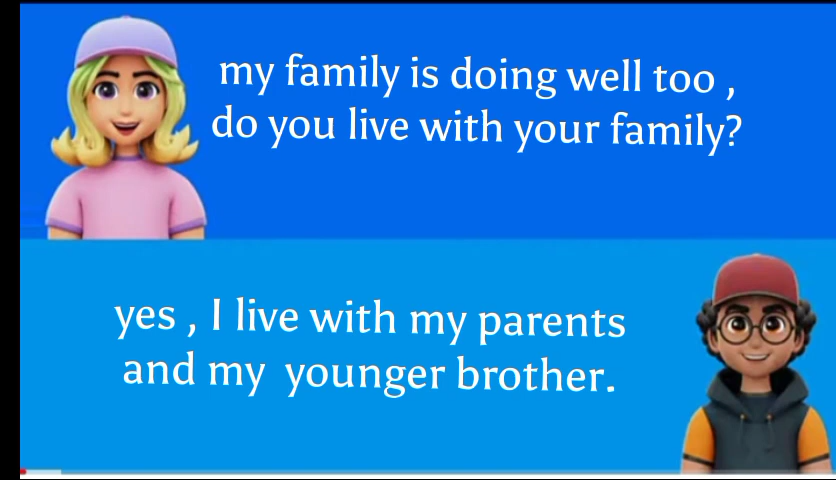 my family is doing well too ,
do you live with your family?
yes , I live with my parents
and my  younger brother.